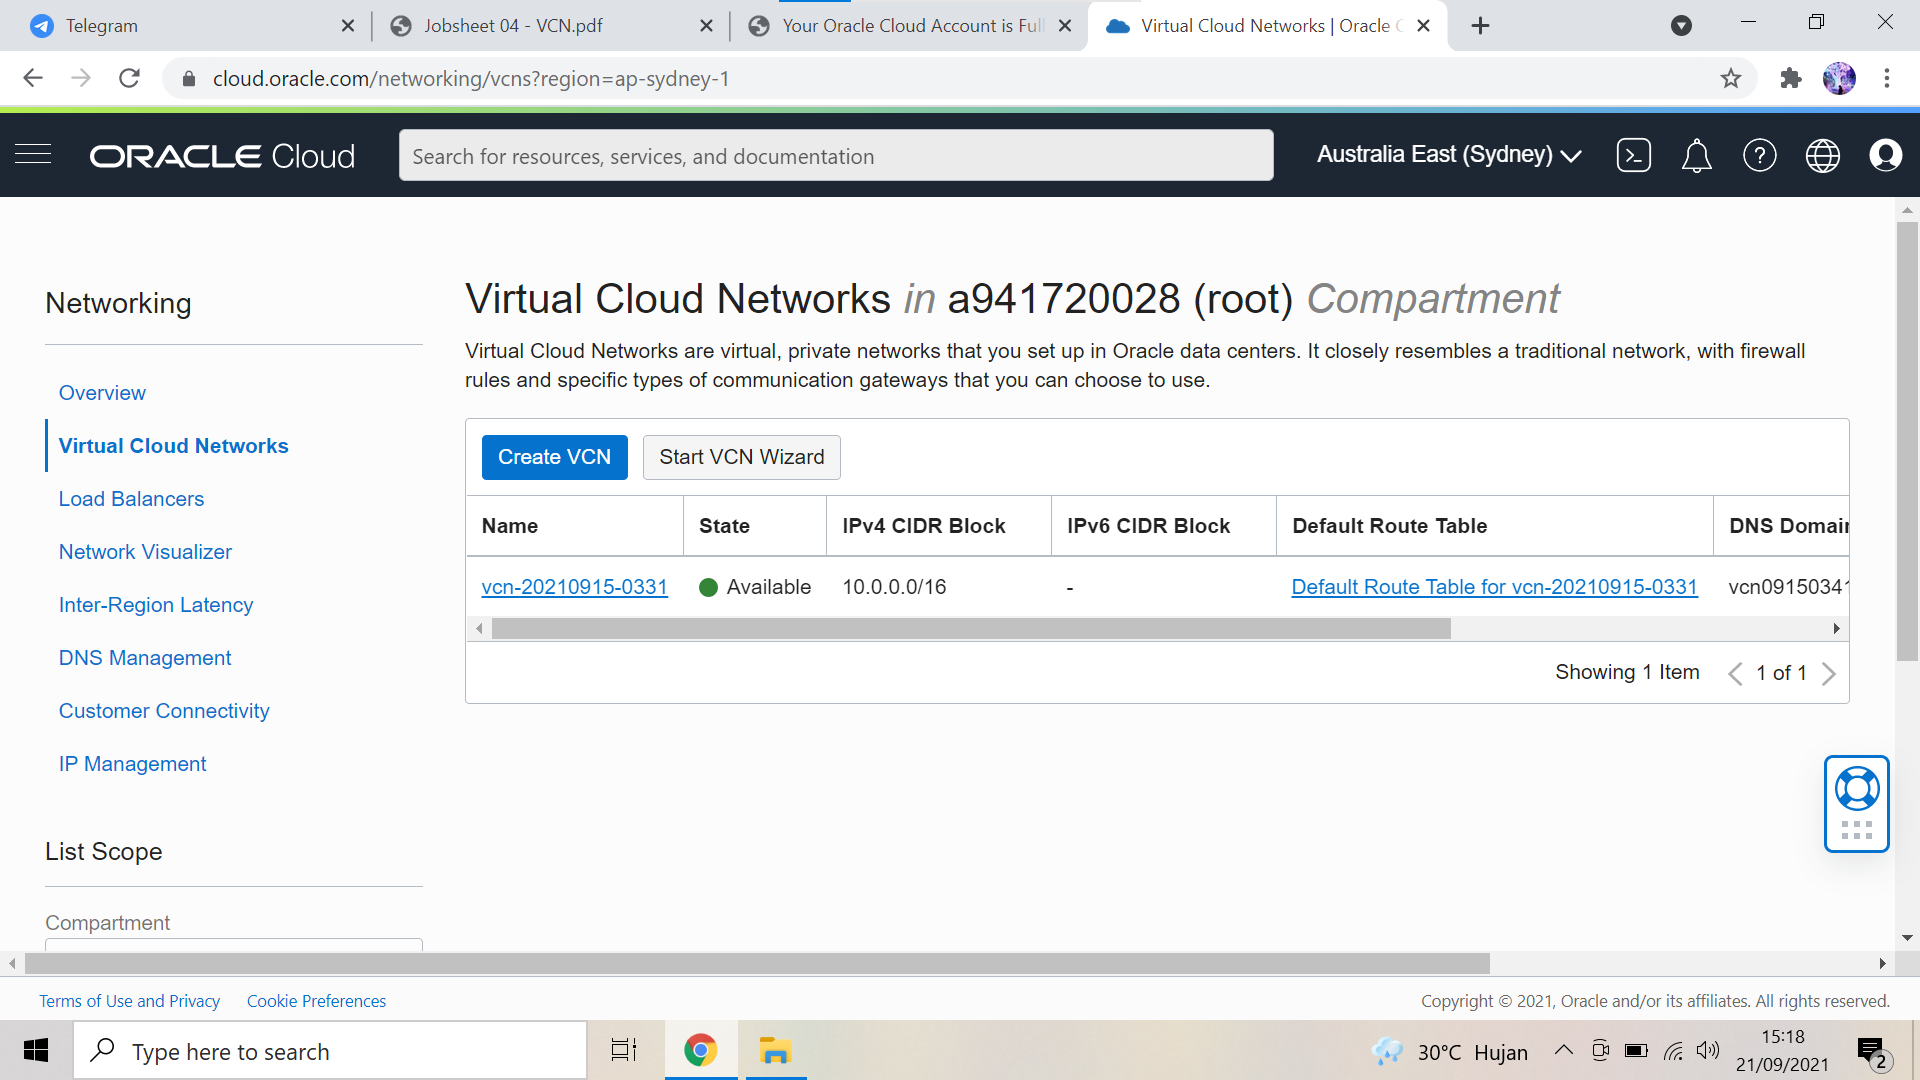 Telegram
Jobsheet 04 - VCN.pdf
Your Oracle Cloud Account is Full
Virtual Cloud Networks | Oracle C
cloud.oracle.com/networking/vcns?region=ap-sydney-1
ORACLE Cloud
Search for resources, services, and documentation
Australia East (Sydney)
Networking
Overview
Virtual Cloud Networks
Load Balancers
Network Visualizer
Inter-Region Latency
DNS Management
Customer Connectivity
IP Management
List Scope
Compartment
Virtual Cloud Networks in a941720028 (root) Compartment
Virtual Cloud Networks are virtual, private networks that you set up in Oracle data centers. It closely resembles a traditional network, with firewall
rules and specific types of communication gateways that you can choose to use.
Create VCN Start VCN Wizard
Name State IPv4 CIDR Block IPv6 CIDR Block Default Route Table DNS Domain
vcn-20210915-0331 Available 10.0.0.0/16 - Default Route Table for vcn-20210915-0331 vcn09150341
Showing 1 Item 1 of 1
Terms of Use and Privacy Cookie Preferences
Copyright © 2021, Oracle and/or its affiliates. All rights reserved.
Type here to search
30°C Hujan
15:18
21/09/2021
2